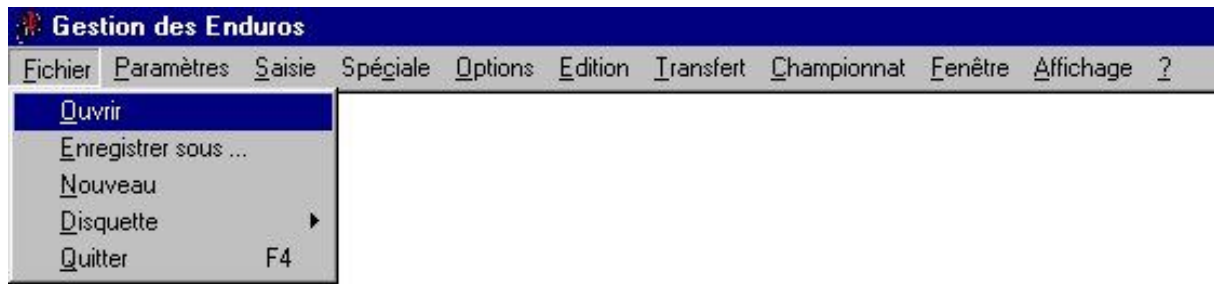 Gestion des Enduros
Fichier Paramètres Saisie Spéciale Options Edition Transfert Championnat Fenêtre Affichage ?
Ouvrir
Enregistrer sous ...
Nouveau
Disquette
Quitter F4